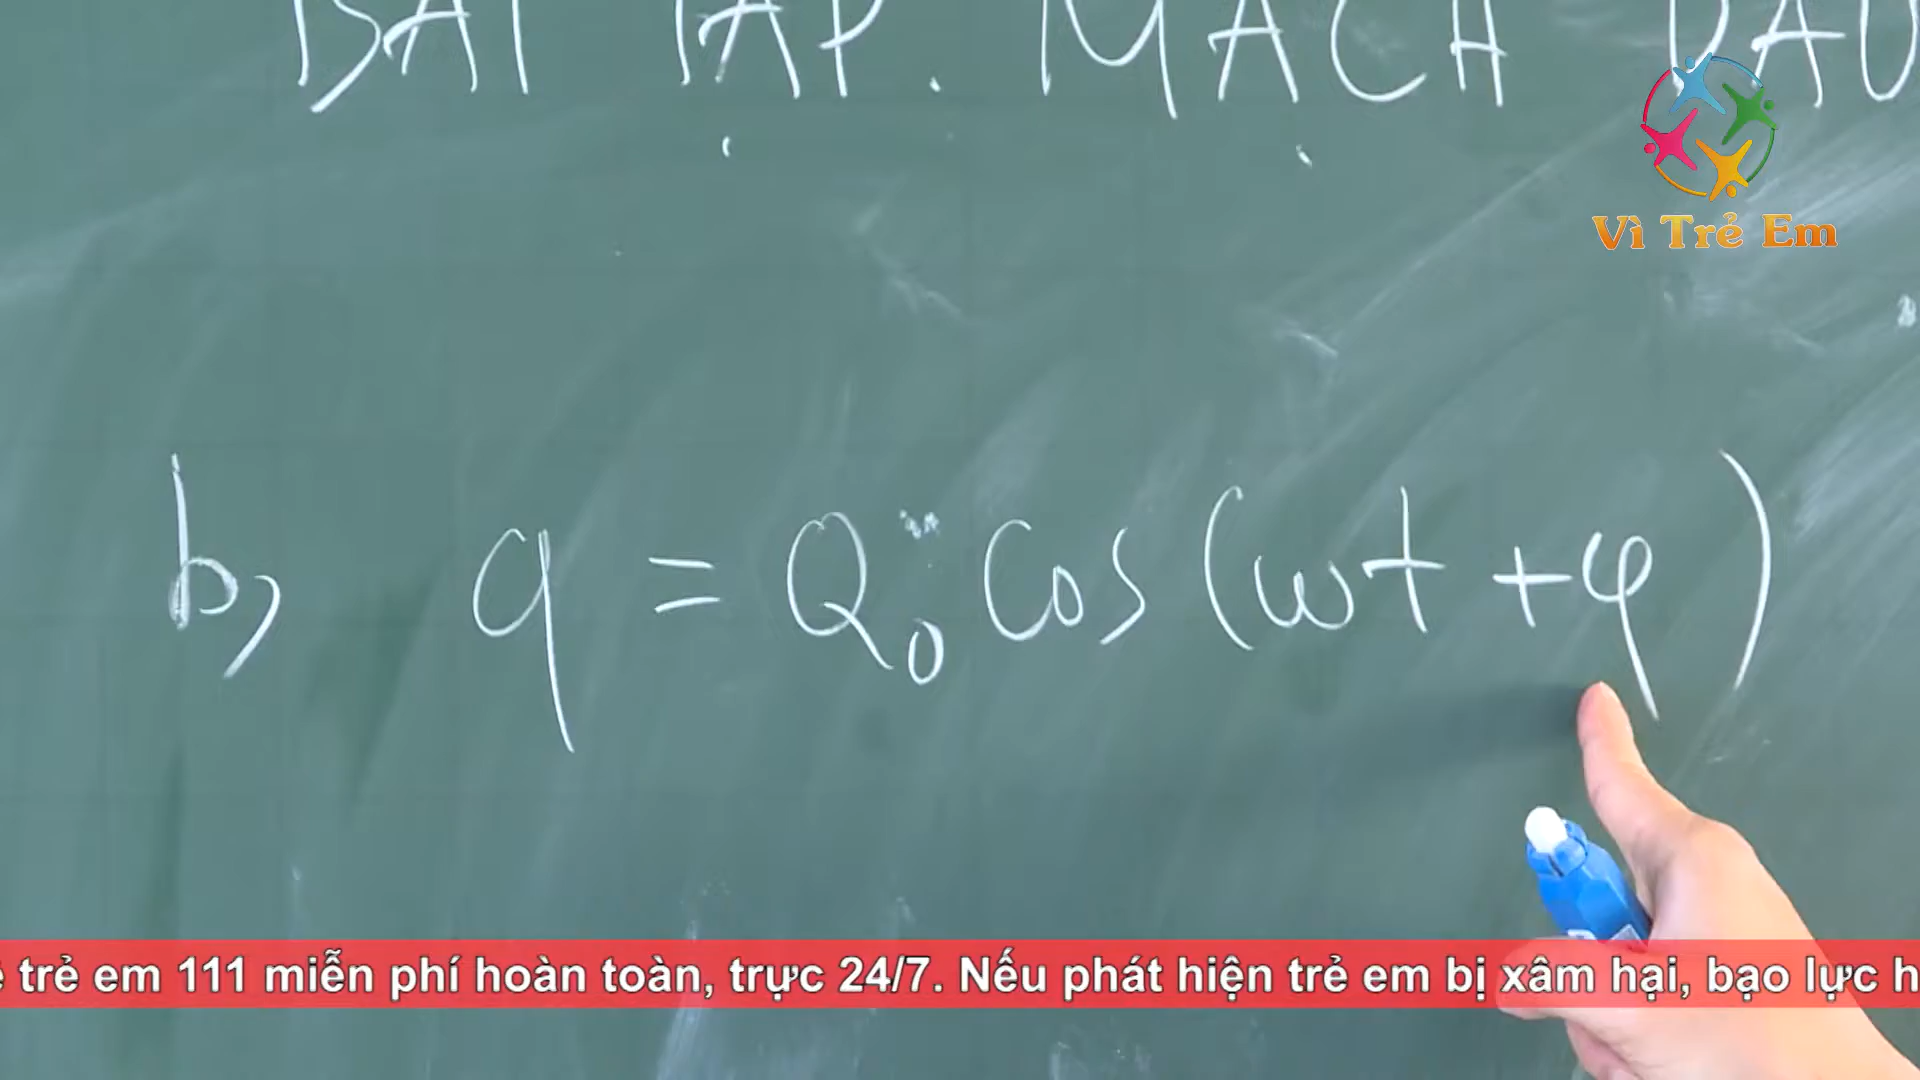 BÀI TẬP. MẠCH DAO
Vì Trẻ Em
b, q = Q₀ Cos (ωt + φ)
trẻ em 111 miễn phí hoàn toàn, trực 24/7. Nếu phát hiện trẻ em bị xâm hại, bạo lực h